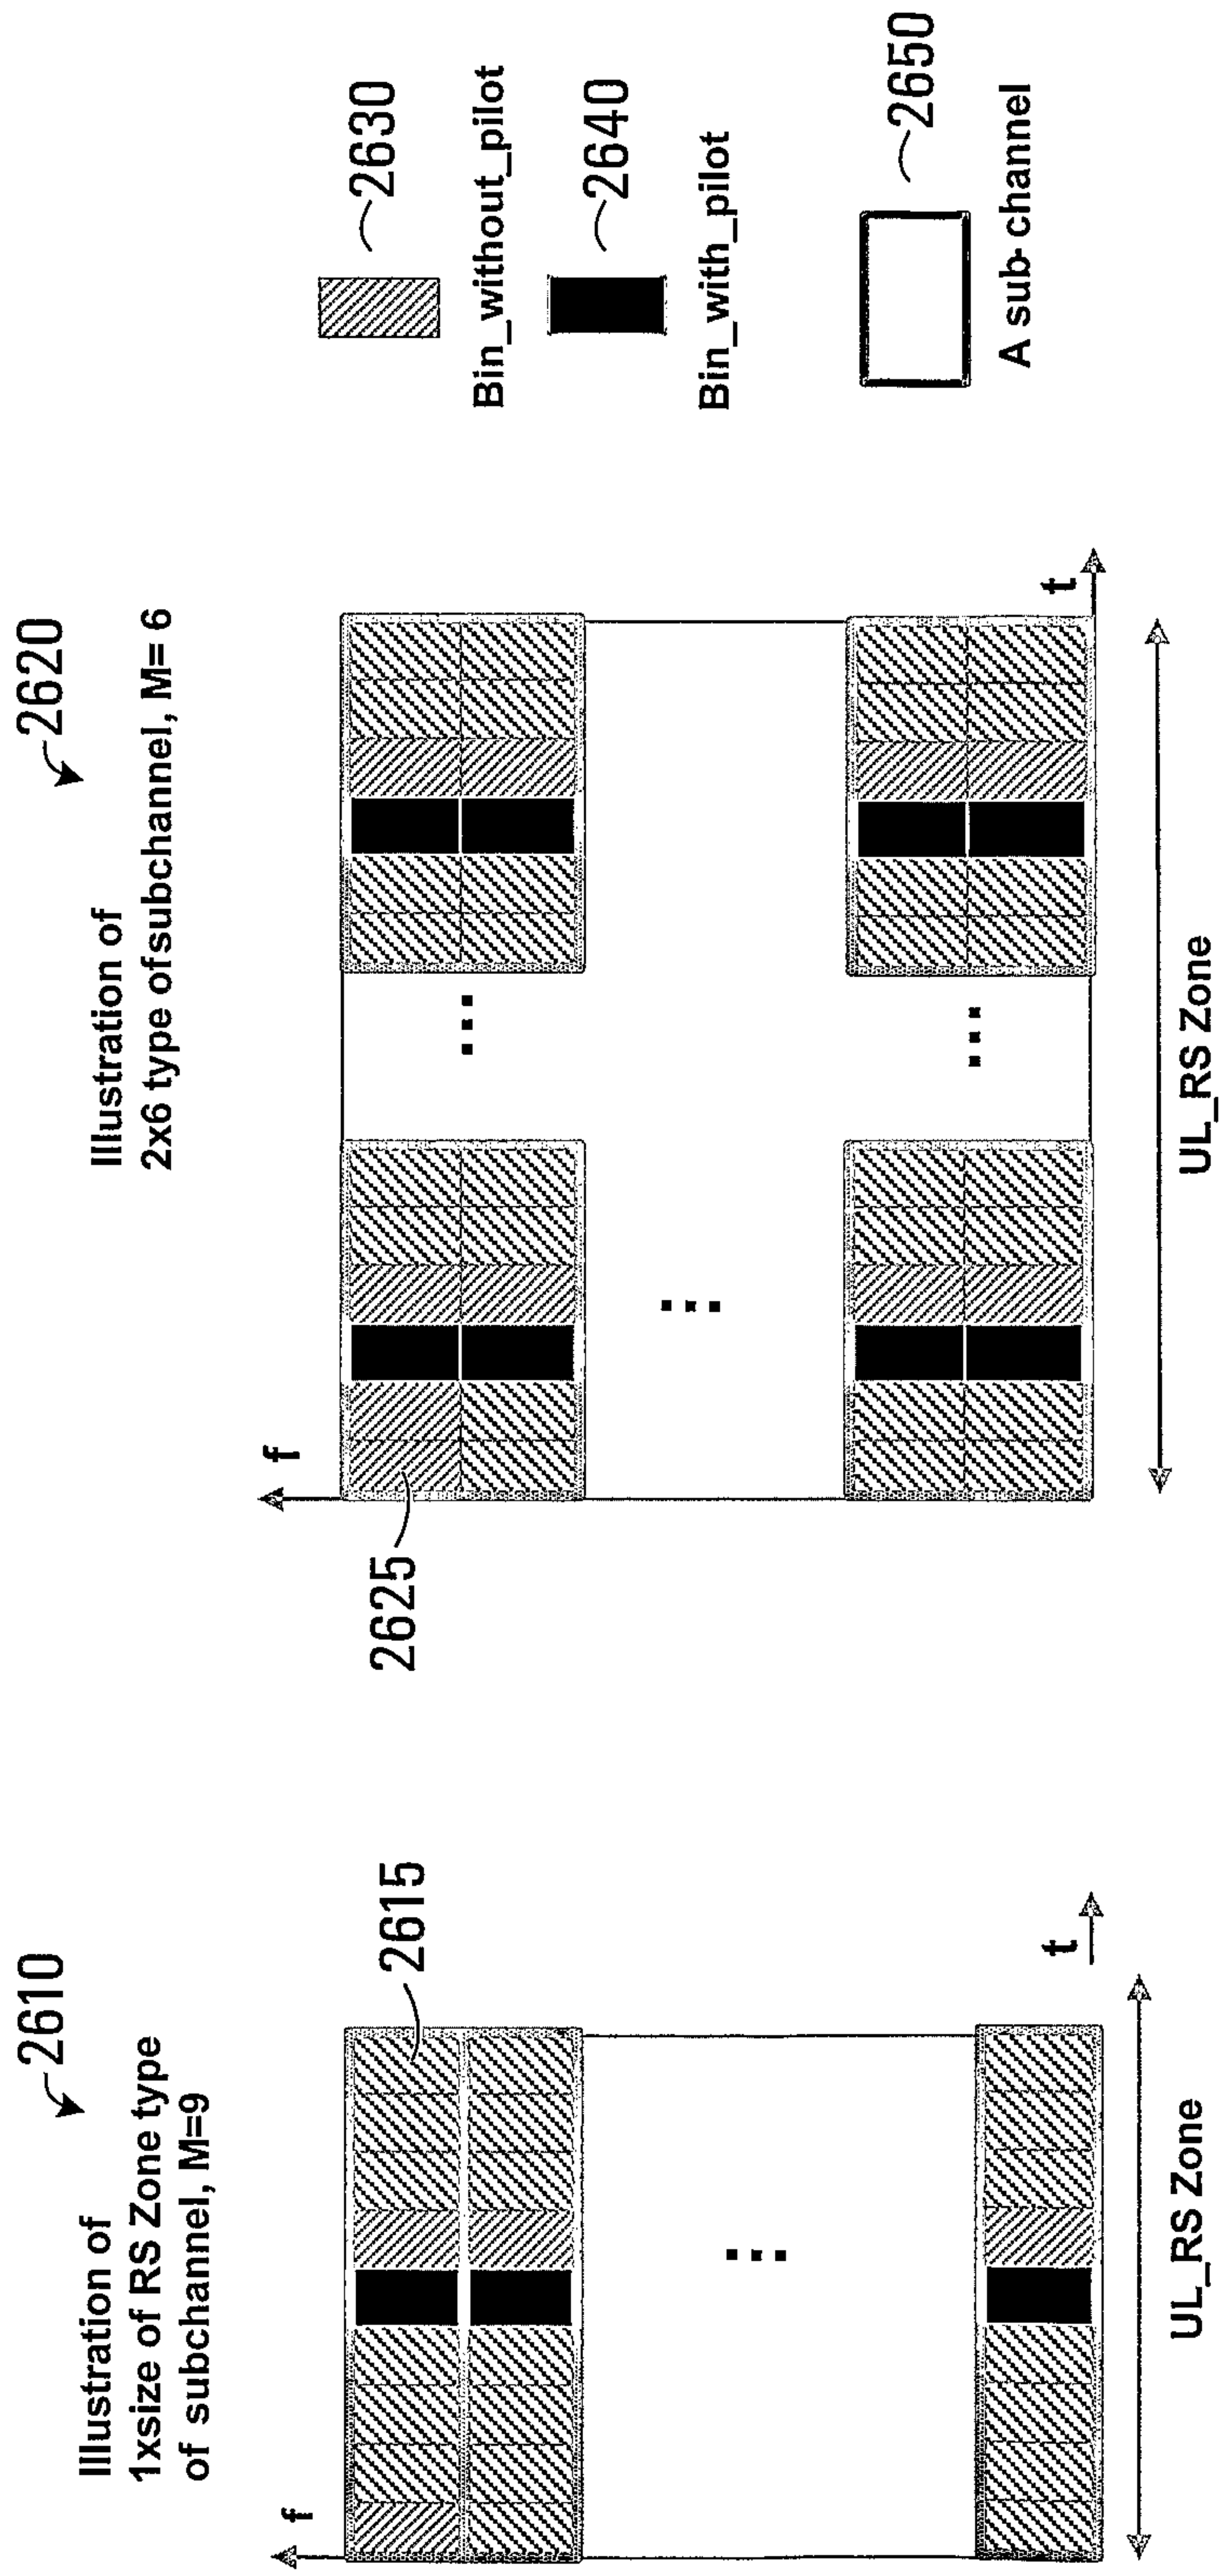 2610
Illustration of
1xsize of RS Zone type
of subchannel, M=9
f
2615
t
UL_RS Zone
2620
Illustration of
2x6 type of subchannel, M= 6
f
2625
t
UL_RS Zone
2630
Bin_without_pilot
2640
Bin_with_pilot
2650
A sub-channel